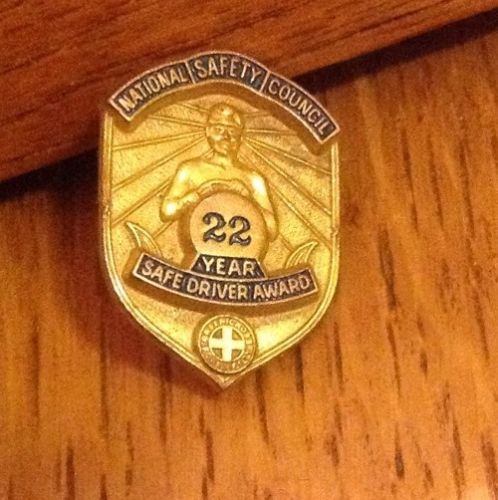 NATIONAL SAFETY COUNCIL
22
YEAR
SAFE DRIVER AWARD